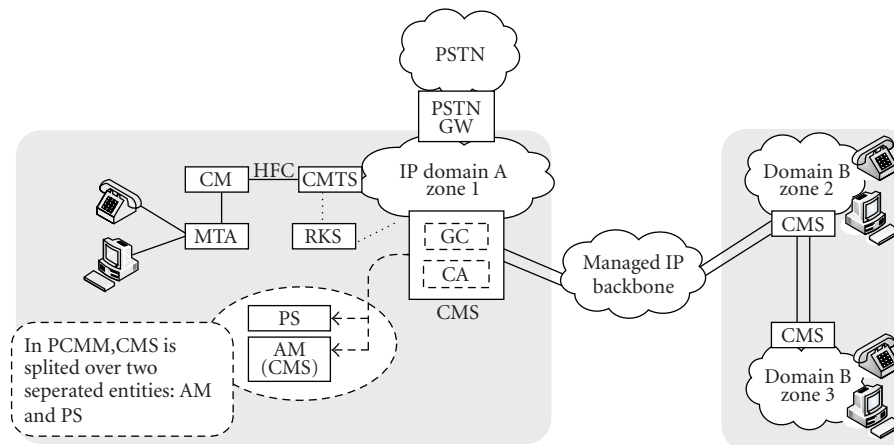 PSTN
PSTN
GW
IP domain A
zone 1
CM
HFC
CMTS
MTA
RKS
GC
CA
CMS
PS
AM
(CMS)
In PCMM,CMS is
splited over two
seperated entities: AM
and PS
Managed IP
backbone
Domain B
zone 2
CMS
CMS
Domain B
zone 3